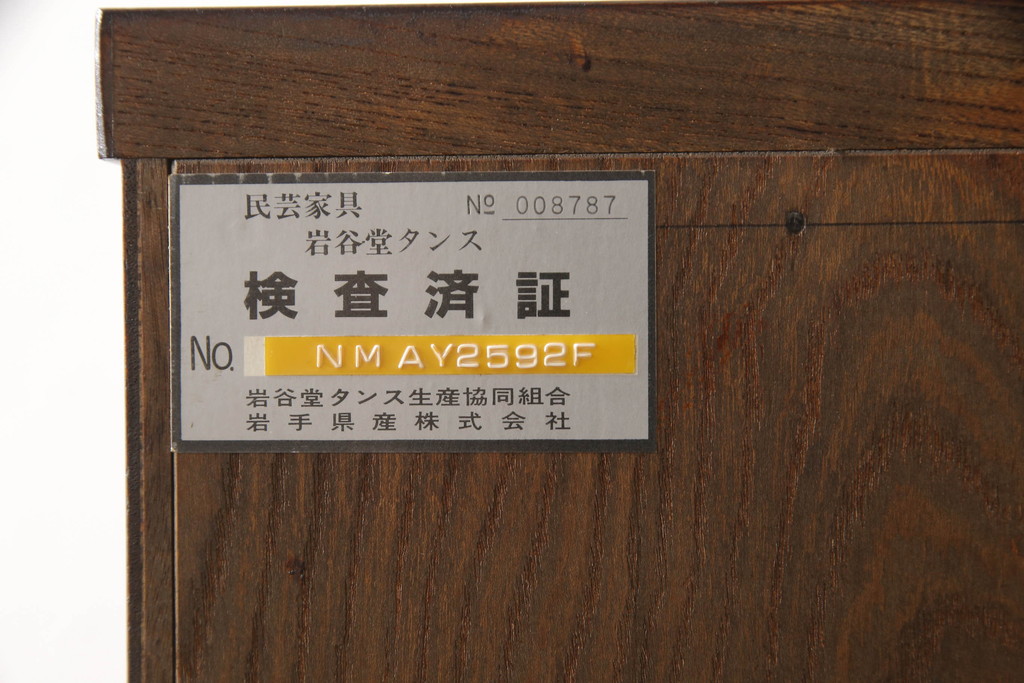 民芸家具 № 008787
岩谷堂タンス
検査済証
No. NMAY2592F
岩谷堂タンス生産協同組合
岩手県産株式会社